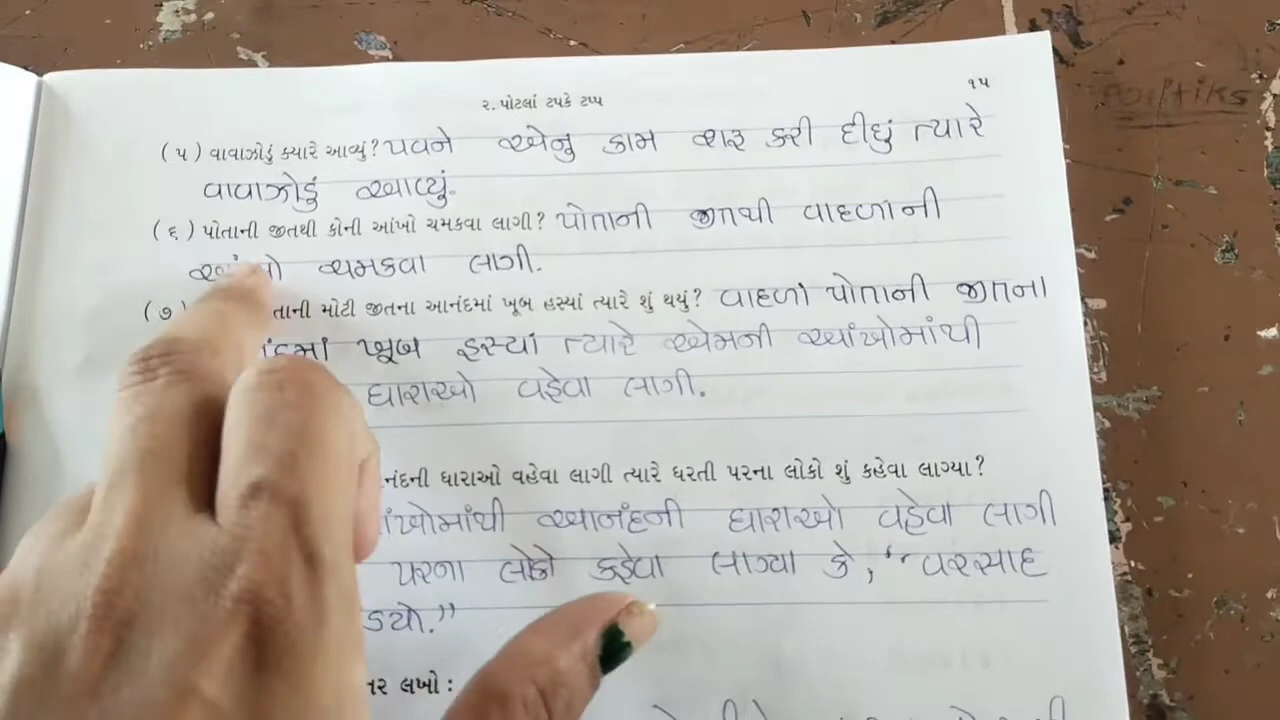 ૨. પોટલાં ટપકે ટપ્પ
૧૫
(૫) વાવાઝોડું ક્યારે આવ્યું? પવને એનુ કામ શરૂ કરી દીધું ત્યારે
વાવાઝોડું આવ્યું.
(૬) પોતાની જીતથી કોની આંખો ચમકવા લાગી? પોતાની જીતથી વાદળાંની
ચમકવા લાગી.
(૭) મોટી જીતના આનંદમાં ખૂબ હસ્યાં ત્યારે શું થયું? વાદળાં પોતાની જીતના
ખૂબ હસ્યાં ત્યારે એમની આંખોમાંથી
ધારાઓ વહેવા લાગી.
ધારાઓ વહેવા લાગી ત્યારે ધરતી પરના લોકો શું કહેવા લાગ્યા?
આનંદની ધારાઓ વહેવા લાગી
પરના લોકો કહેવા લાગ્યા કે, "વરસાદ
લખો :